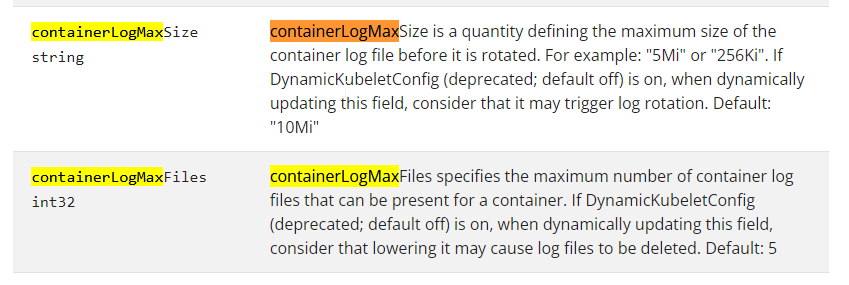 containerLogMaxSize
string
containerLogMaxSize is a quantity defining the maximum size of the
container log file before it is rotated. For example: "5Mi" or "256Ki". If
DynamicKubeletConfig (deprecated; default off) is on, when dynamically
updating this field, consider that it may trigger log rotation. Default:
"10Mi"
containerLogMaxFiles
int32
containerLogMaxFiles specifies the maximum number of container log
files that can be present for a container. If DynamicKubeletConfig
(deprecated; default off) is on, when dynamically updating this field,
consider that lowering it may cause log files to be deleted. Default: 5